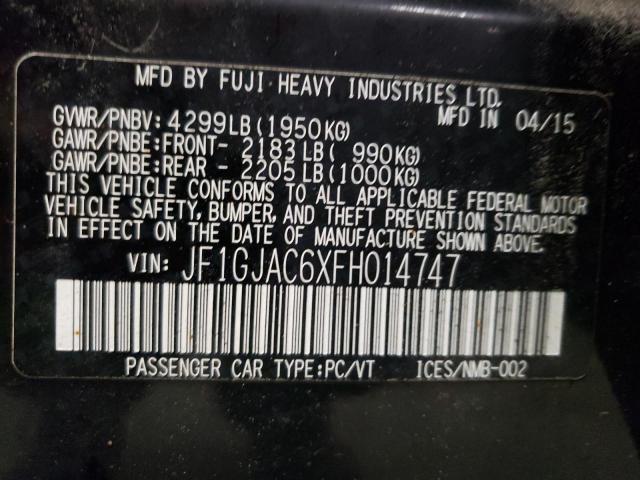 MFD BY FUJI HEAVY INDUSTRIES LTD.
GVWR/PNBV: 4299LB (1950KG) MFD IN 04/15
GAWR/PNBE:FRONT- 2183 LB ( 990KG)
GAWR/PNBE:REAR - 2205 LB (1000KG)
THIS VEHICLE CONFORMS TO ALL APPLICABLE FEDERAL MOTOR
VEHICLE SAFETY, BUMPER, AND THEFT PREVENTION STANDARDS
IN EFFECT ON THE DATE OF MANUFACTURE SHOWN ABOVE.
VIN: JF1GJAC6XFH014747
PASSENGER CAR TYPE:PC/VT ICES/NMB-002